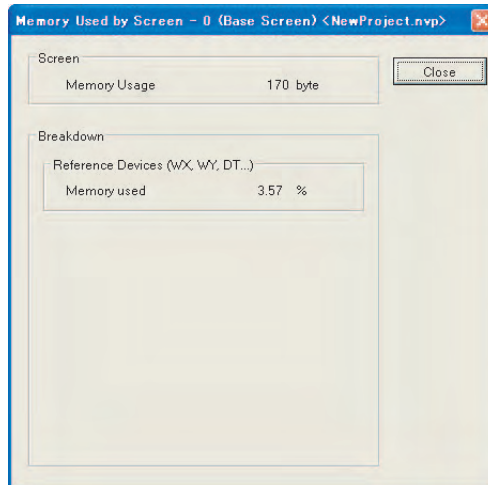 Memory Used by Screen - 0 (Base Screen) <NewProject.nvp>
Screen
Memory Usage 170 byte
Close
Breakdown
Reference Devices (WX, WY, DT...)
Memory used 3.57 %